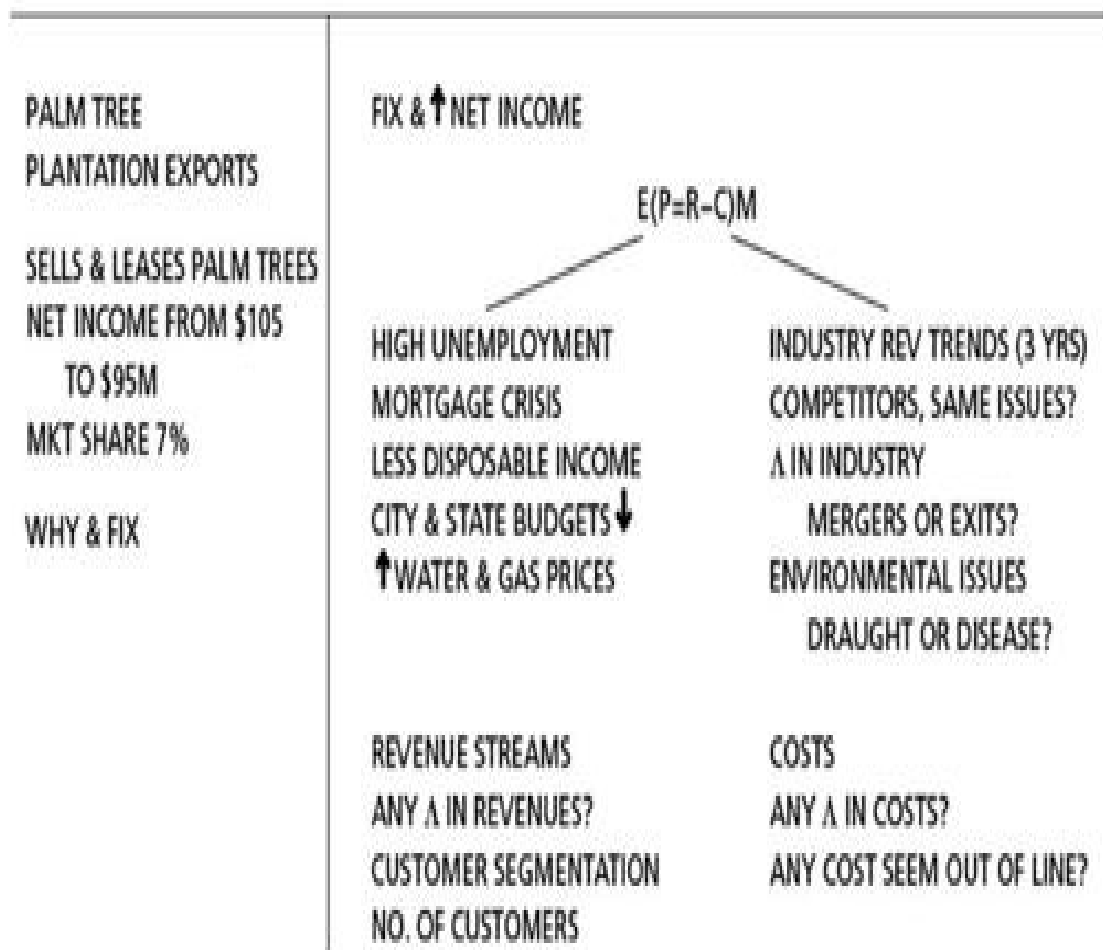 PALM TREE
PLANTATION EXPORTS
SELLS & LEASES PALM TREES
NET INCOME FROM $105
TO $95M
MKT SHARE 7%
WHY & FIX
FIX & ↑ NET INCOME
E(P=R–C)M
HIGH UNEMPLOYMENT
MORTGAGE CRISIS
LESS DISPOSABLE INCOME
CITY & STATE BUDGETS ↓
↑ WATER & GAS PRICES
INDUSTRY REV TRENDS (3 YRS)
COMPETITORS, SAME ISSUES?
Λ IN INDUSTRY
MERGERS OR EXITS?
ENVIRONMENTAL ISSUES
DRAUGHT OR DISEASE?
REVENUE STREAMS
ANY Λ IN REVENUES?
CUSTOMER SEGMENTATION
NO. OF CUSTOMERS
COSTS
ANY Λ IN COSTS?
ANY COST SEEM OUT OF LINE?